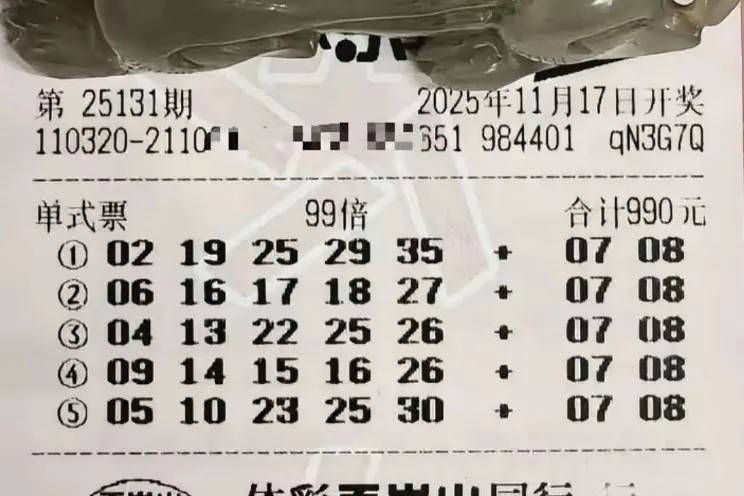 第 25131期 2025年11月17日开奖
110320-2110 651 984401 qN3G7Q
单式票 99倍 合计990元
① 02 19 25 29 35 + 07 08
② 06 16 17 18 27 + 07 08
③ 04 13 22 25 26 + 07 08
④ 09 14 15 16 26 + 07 08
⑤ 05 10 23 25 30 + 07 08
体彩